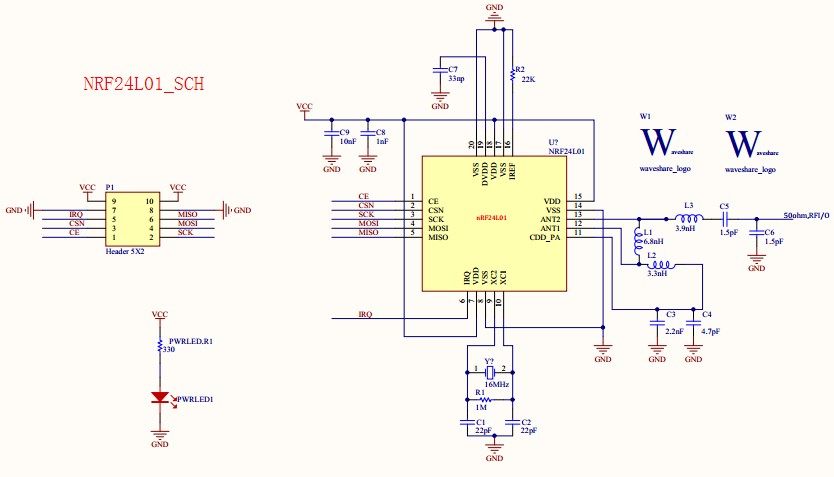 GND
C7
33np
R2
22K
NRF24L01_SCH
VCC
C9
10nF
C8
1nF
GND
GND
GND
20
19
18
17
16
VSS
DVDD
VDD
VSS
IREF
U?
NRF24L01
W1
W2
Waveshare
Waveshare
waveshare_logo
waveshare_logo
P1
VCC
VCC
9
10
7
8
5
6
3
4
1
2
GND
GND
IRQ
MISO
CSN
MOSI
CE
SCK
Header 5X2
CE
1
CE
CSN
2
CSN
SCK
3
SCK
MOSI
4
MOSI
MISO
5
MISO
nRF24L01
VDD
15
VSS
14
ANT2
13
ANT1
12
CDD_PA
11
IRQ
VDD
VSS
XC2
XC1
6
7
8
9
10
IRQ
L3
3.9nH
C5
1.5pF
50ohm,RFI/O
C6
1.5pF
GND
L1
6.8nH
L2
3.3nH
C3
2.2nF
C4
4.7pF
GND
GND
GND
VCC
PWRLED.R1
330
PWRLED1
GND
Y?
1
2
16MHz
R1
1M
C1
22pF
C2
22pF
GND